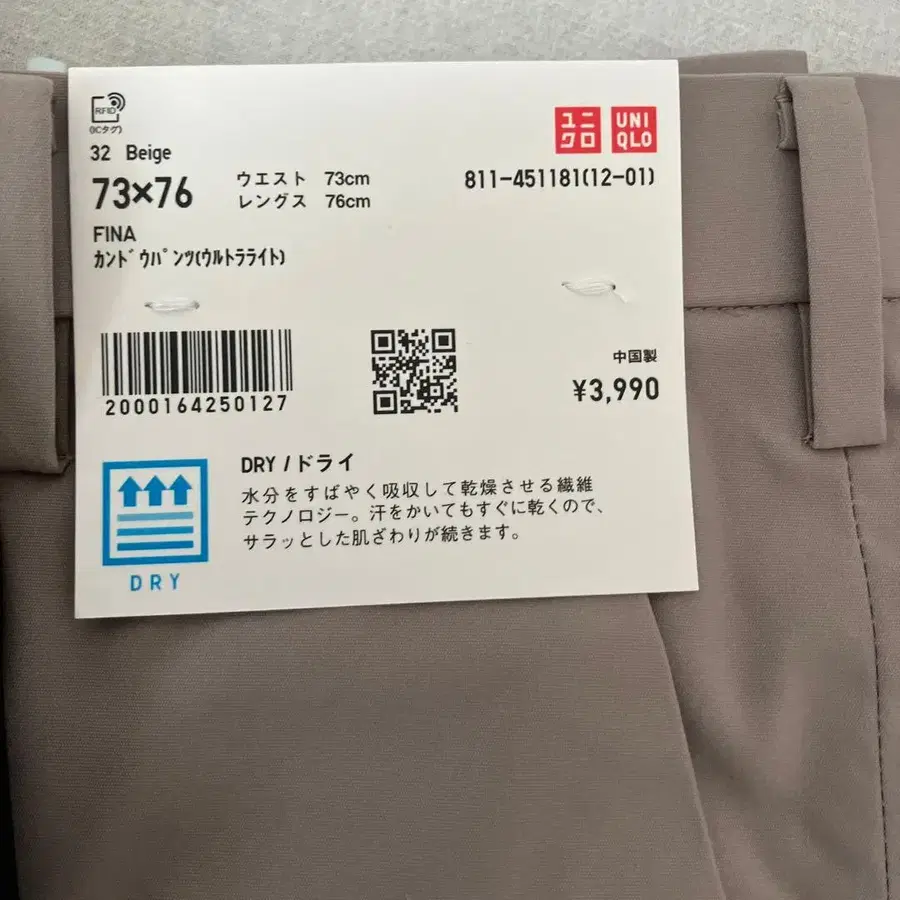 RFID
(ICタグ)
ユニクロ
UNIQLO
32 Beige
73×76
ウエスト 73cm
レングス 76cm
811-451181(12-01)
FINA
カンドウパンツ(ウルトラライト)
2000164250127
中国製
¥3,990
DRY
DRY / ドライ
水分をすばやく吸収して乾燥させる繊維
テクノロジー。汗をかいてもすぐに乾くので、
サラッとした肌ざわりが続きます。